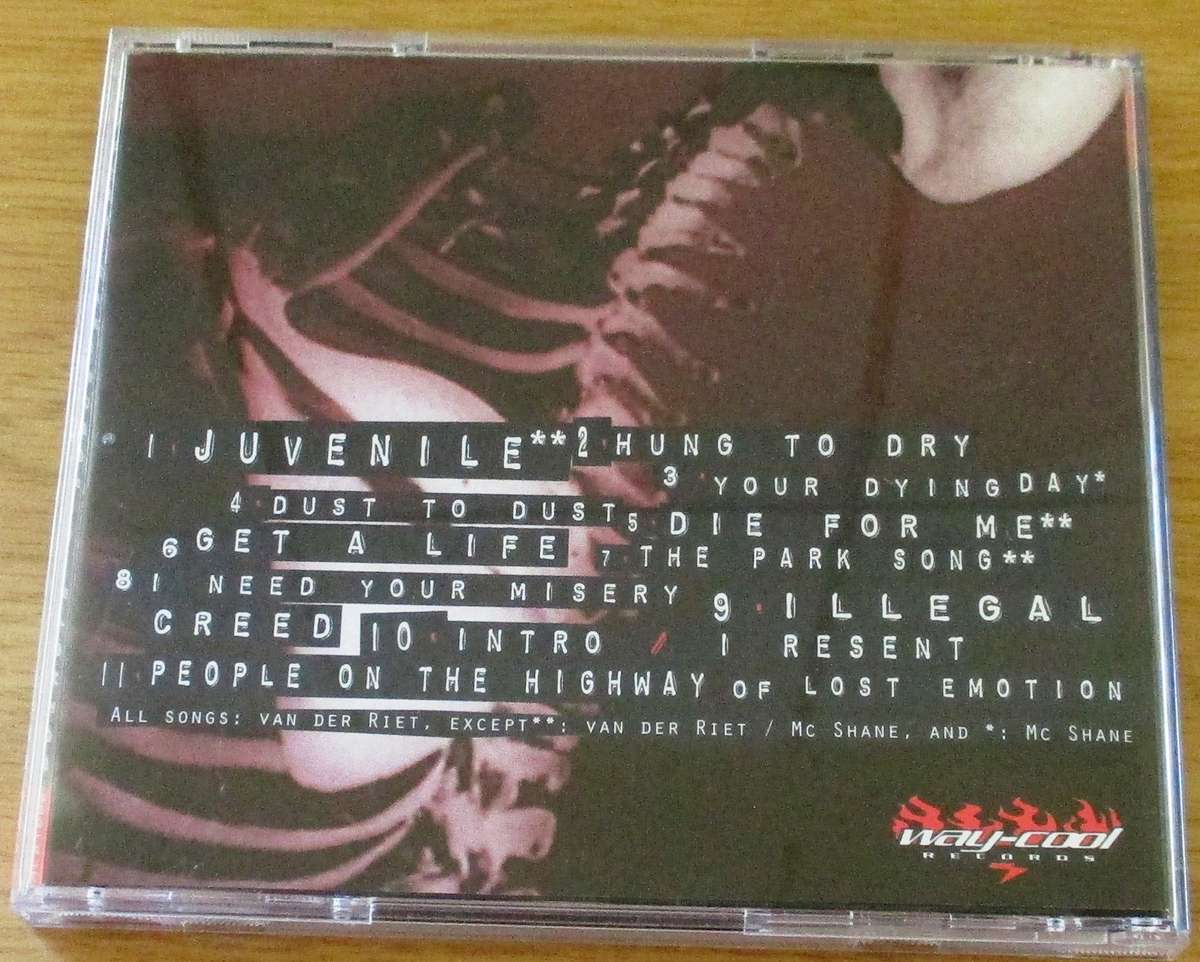 1 JUVENILE** 2 HUNG TO DRY
3 YOUR DYING DAY*
4 DUST TO DUST 5 DIE FOR ME**
6 GET A LIFE 7 THE PARK SONG**
8 I NEED YOUR MISERY 9 ILLEGAL
CREED 10 INTRO / I RESENT
11 PEOPLE ON THE HIGHWAY OF LOST EMOTION
ALL SONGS: VAN DER RIET, EXCEPT**: VAN DER RIET / MC SHANE, AND *: MC SHANE
way-cool
RECORDS